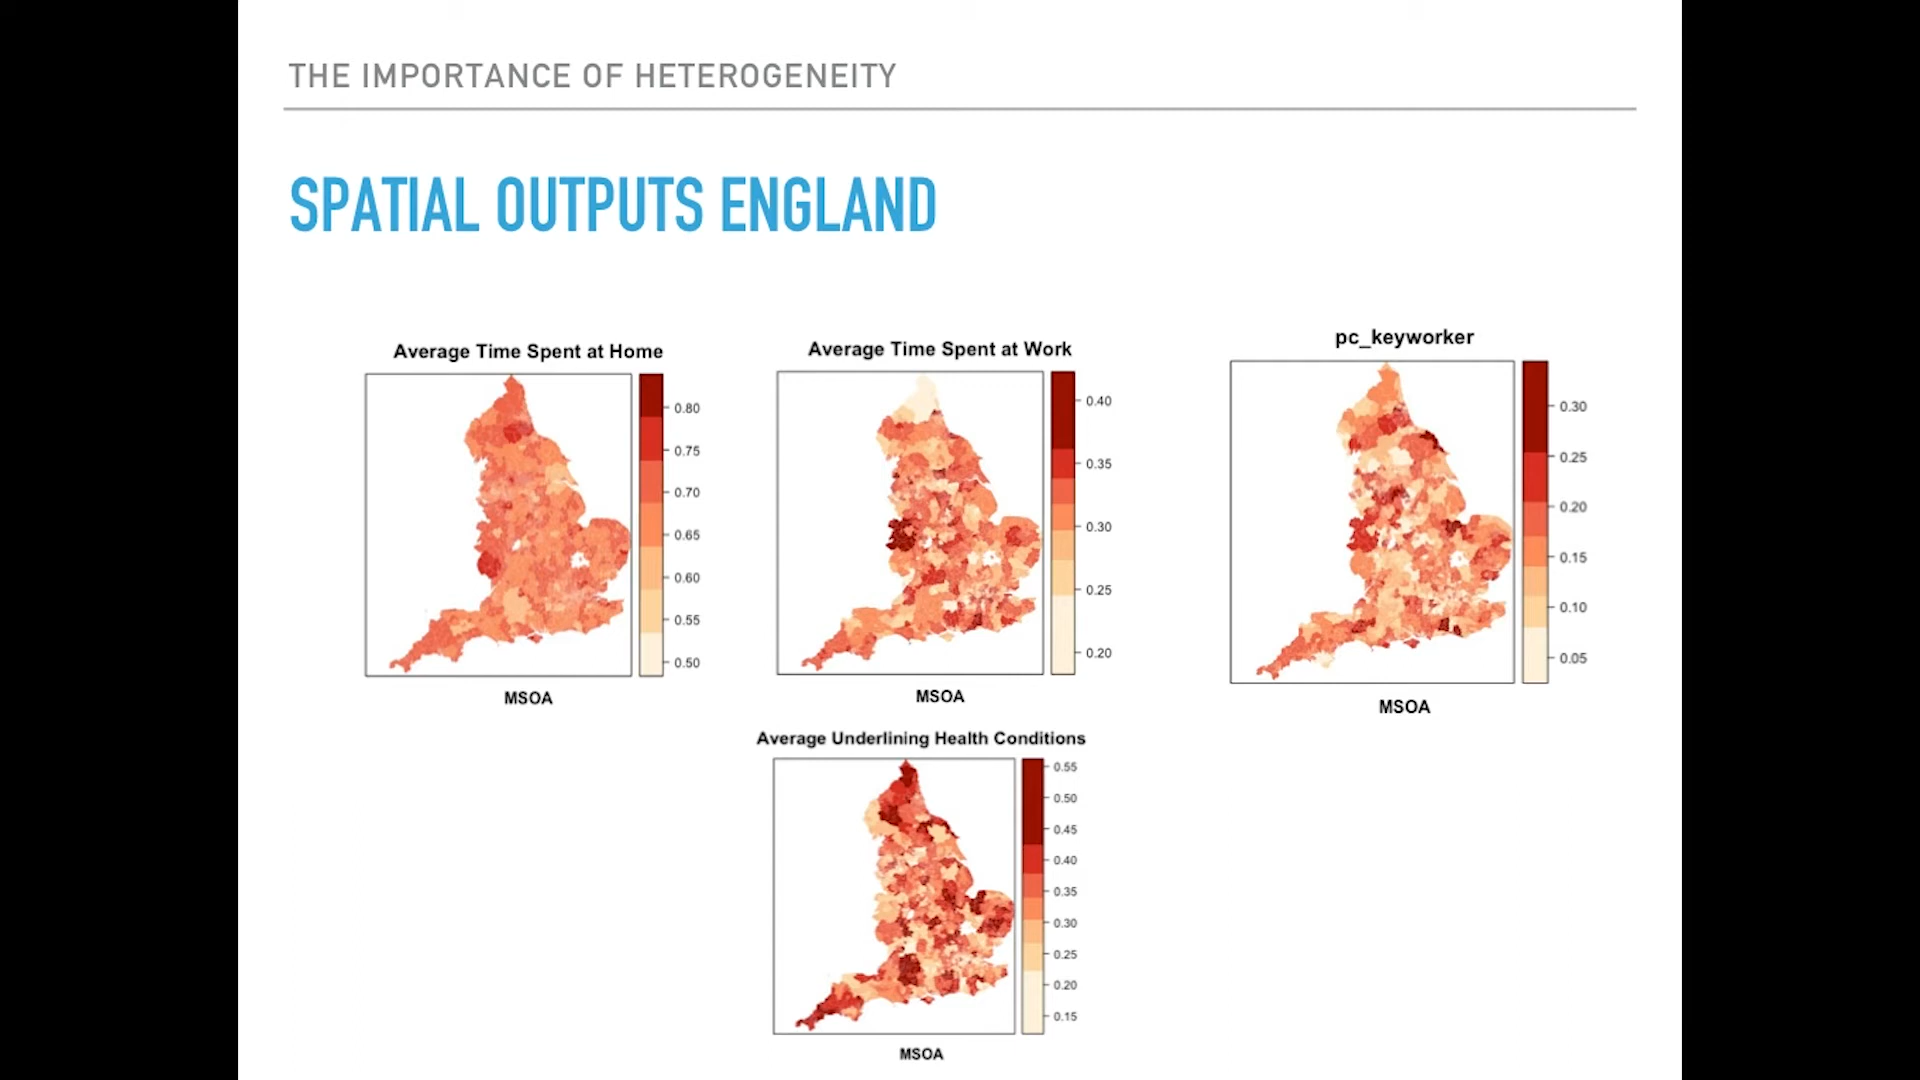 THE IMPORTANCE OF HETEROGENEITY
SPATIAL OUTPUTS ENGLAND
Average Time Spent at Home
0.80
0.75
0.70
0.65
0.60
0.55
0.50
MSOA
Average Time Spent at Work
0.40
0.35
0.30
0.25
0.20
MSOA
pc_keyworker
0.30
0.25
0.20
0.15
0.10
0.05
MSOA
Average Underlining Health Conditions
0.55
0.50
0.45
0.40
0.35
0.30
0.25
0.20
0.15
MSOA